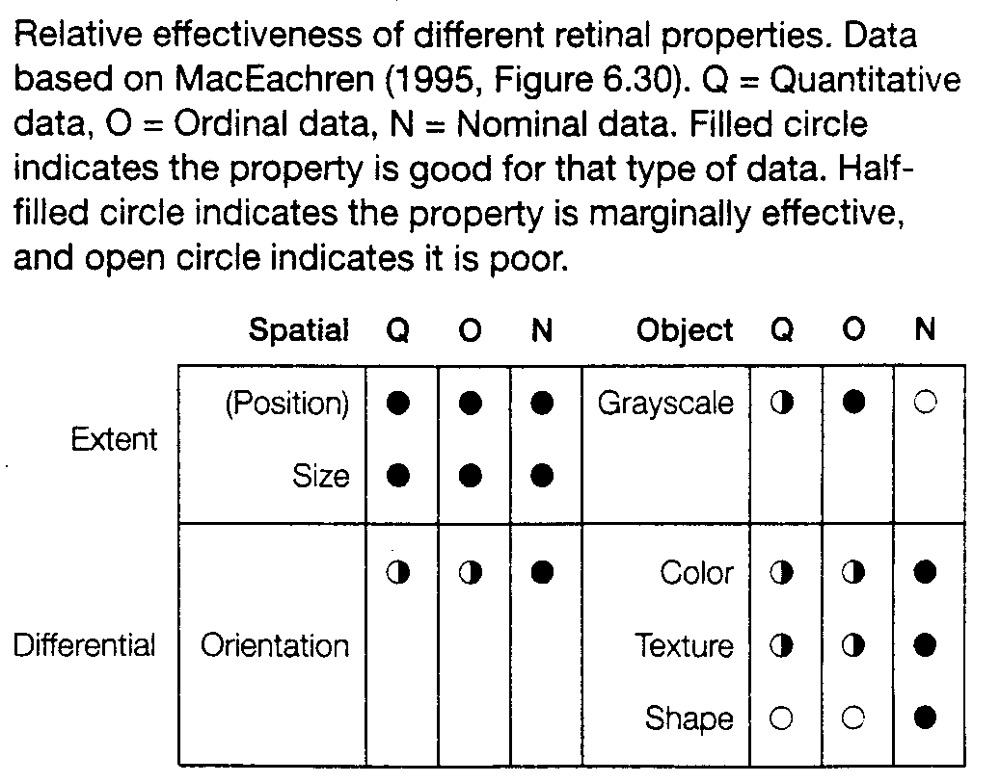 Relative effectiveness of different retinal properties. Data
based on MacEachren (1995, Figure 6.30). Q = Quantitative
data, O = Ordinal data, N = Nominal data. Filled circle
indicates the property is good for that type of data. Half-
filled circle indicates the property is marginally effective,
and open circle indicates it is poor.
Spatial Q O N Object Q O N
(Position) ● ● ● Grayscale ◑ ● ○
Extent
Size ● ● ●
◑ ◑ ● Color ◑ ◑ ●
Differential Orientation Texture ◑ ◑ ●
Shape ○ ○ ●